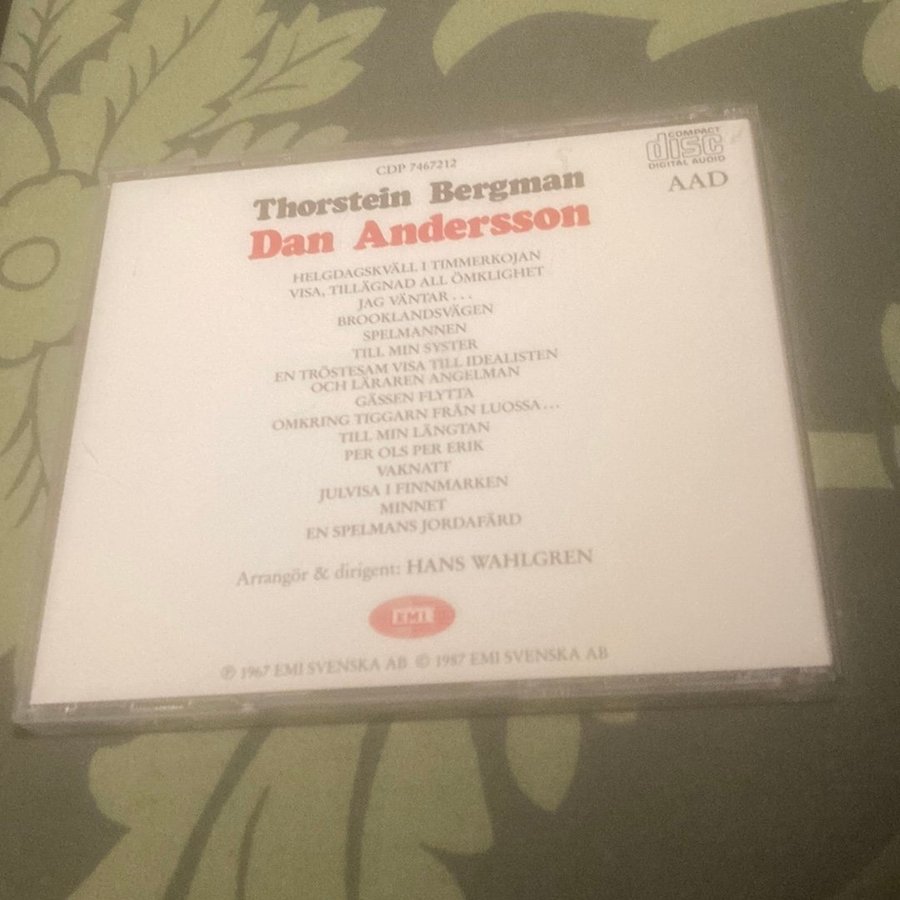 CDP 7467212
COMPACT
disc
DIGITAL AUDIO
AAD
Thorstein Bergman
Dan Andersson
HELGDAGSKVÄLL I TIMMERKOJAN
VISA, TILLÄGNAD ALL ÖMKLIGHET
JAG VÄNTAR...
BROOKLANDSVÄGEN
SPELMANNEN
TILL MIN SYSTER
EN TRÖSTESAM VISA TILL IDEALISTEN
OCH LÄRAREN ANGELMAN
GÄSSEN FLYTTA
OMKRING TIGGARN FRÅN LUOSSA...
TILL MIN LÄNGTAN
PER OLS PER ERIK
VAKNATT
JULVISA I FINNMARKEN
MINNET
EN SPELMANS JORDAFÄRD
Arrangör & dirigent: HANS WAHLGREN
EMI
℗ 1967 EMI SVENSKA AB © 1987 EMI SVENSKA AB